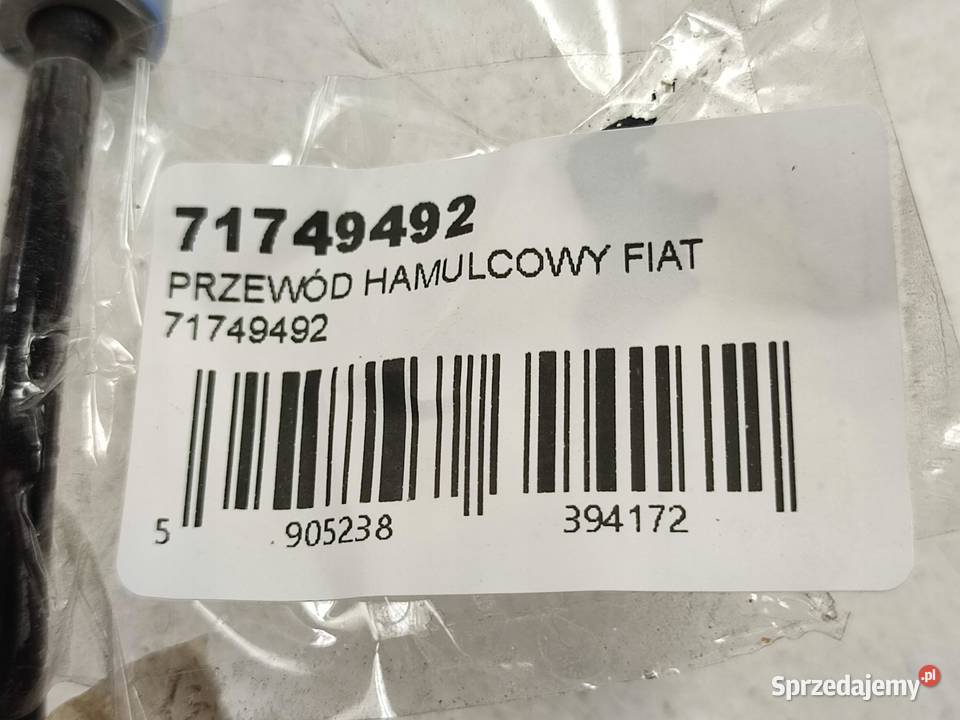 71749492
PRZEWÓD HAMULCOWY FIAT
71749492
5 905238 394172
Sprzedajemy.pl